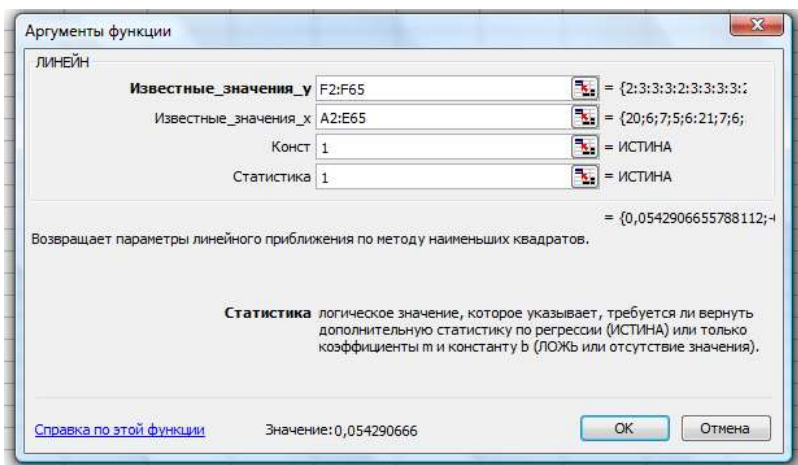 Аргументы функции
ЛИНЕЙН
Известные_значения_y F2:F65 = {2:3:3:3:2:3:3:3:3:2
Известные_значения_x A2:E65 = {20;6;7;5;6:21;7;6;
Конст 1 = ИСТИНА
Статистика 1 = ИСТИНА
= {0,0542906655788112;-
Возвращает параметры линейного приближения по методу наименьших квадратов.
Статистика логическое значение, которое указывает, требуется ли вернуть
дополнительную статистику по регрессии (ИСТИНА) или только
коэффициенты m и константу b (ЛОЖЬ или отсутствие значения).
Справка по этой функции Значение:0,054290666 OK Отмена